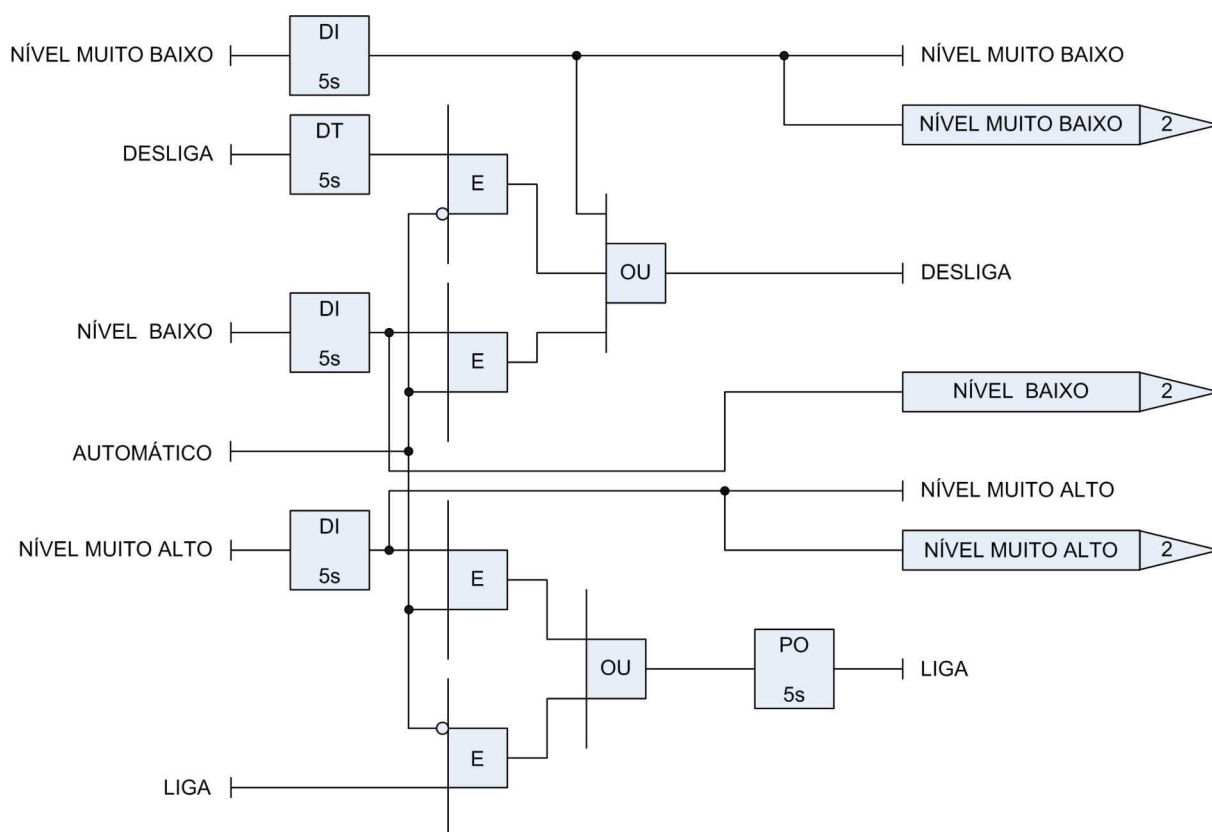 DI
NÍVEL MUITO BAIXO
5s
NÍVEL MUITO BAIXO
NÍVEL MUITO BAIXO 2
DT
DESLIGA
5s
E
OU
DESLIGA
DI
NÍVEL BAIXO
5s
E
NÍVEL BAIXO 2
AUTOMÁTICO
NÍVEL MUITO ALTO
DI
NÍVEL MUITO ALTO
5s
E
NÍVEL MUITO ALTO 2
OU
PO
5s
LIGA
E
LIGA